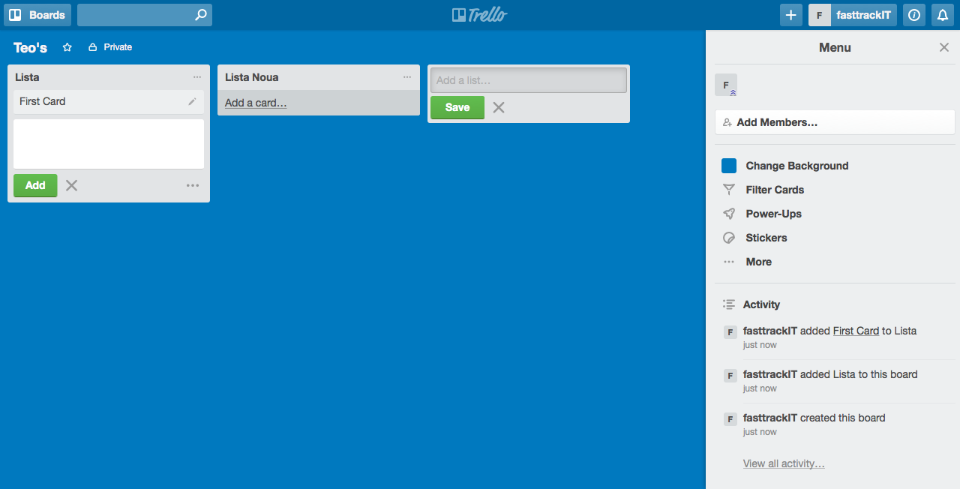 Boards
Trello
F fasttrackIT
Teo's
Private
Lista
First Card
Add
Lista Noua
Add a card...
Add a list...
Save
Menu
F
Add Members...
Change Background
Filter Cards
Power-Ups
Stickers
More
Activity
F fasttrackIT added First Card to Lista
just now
F fasttrackIT added Lista to this board
just now
F fasttrackIT created this board
just now
View all activity...